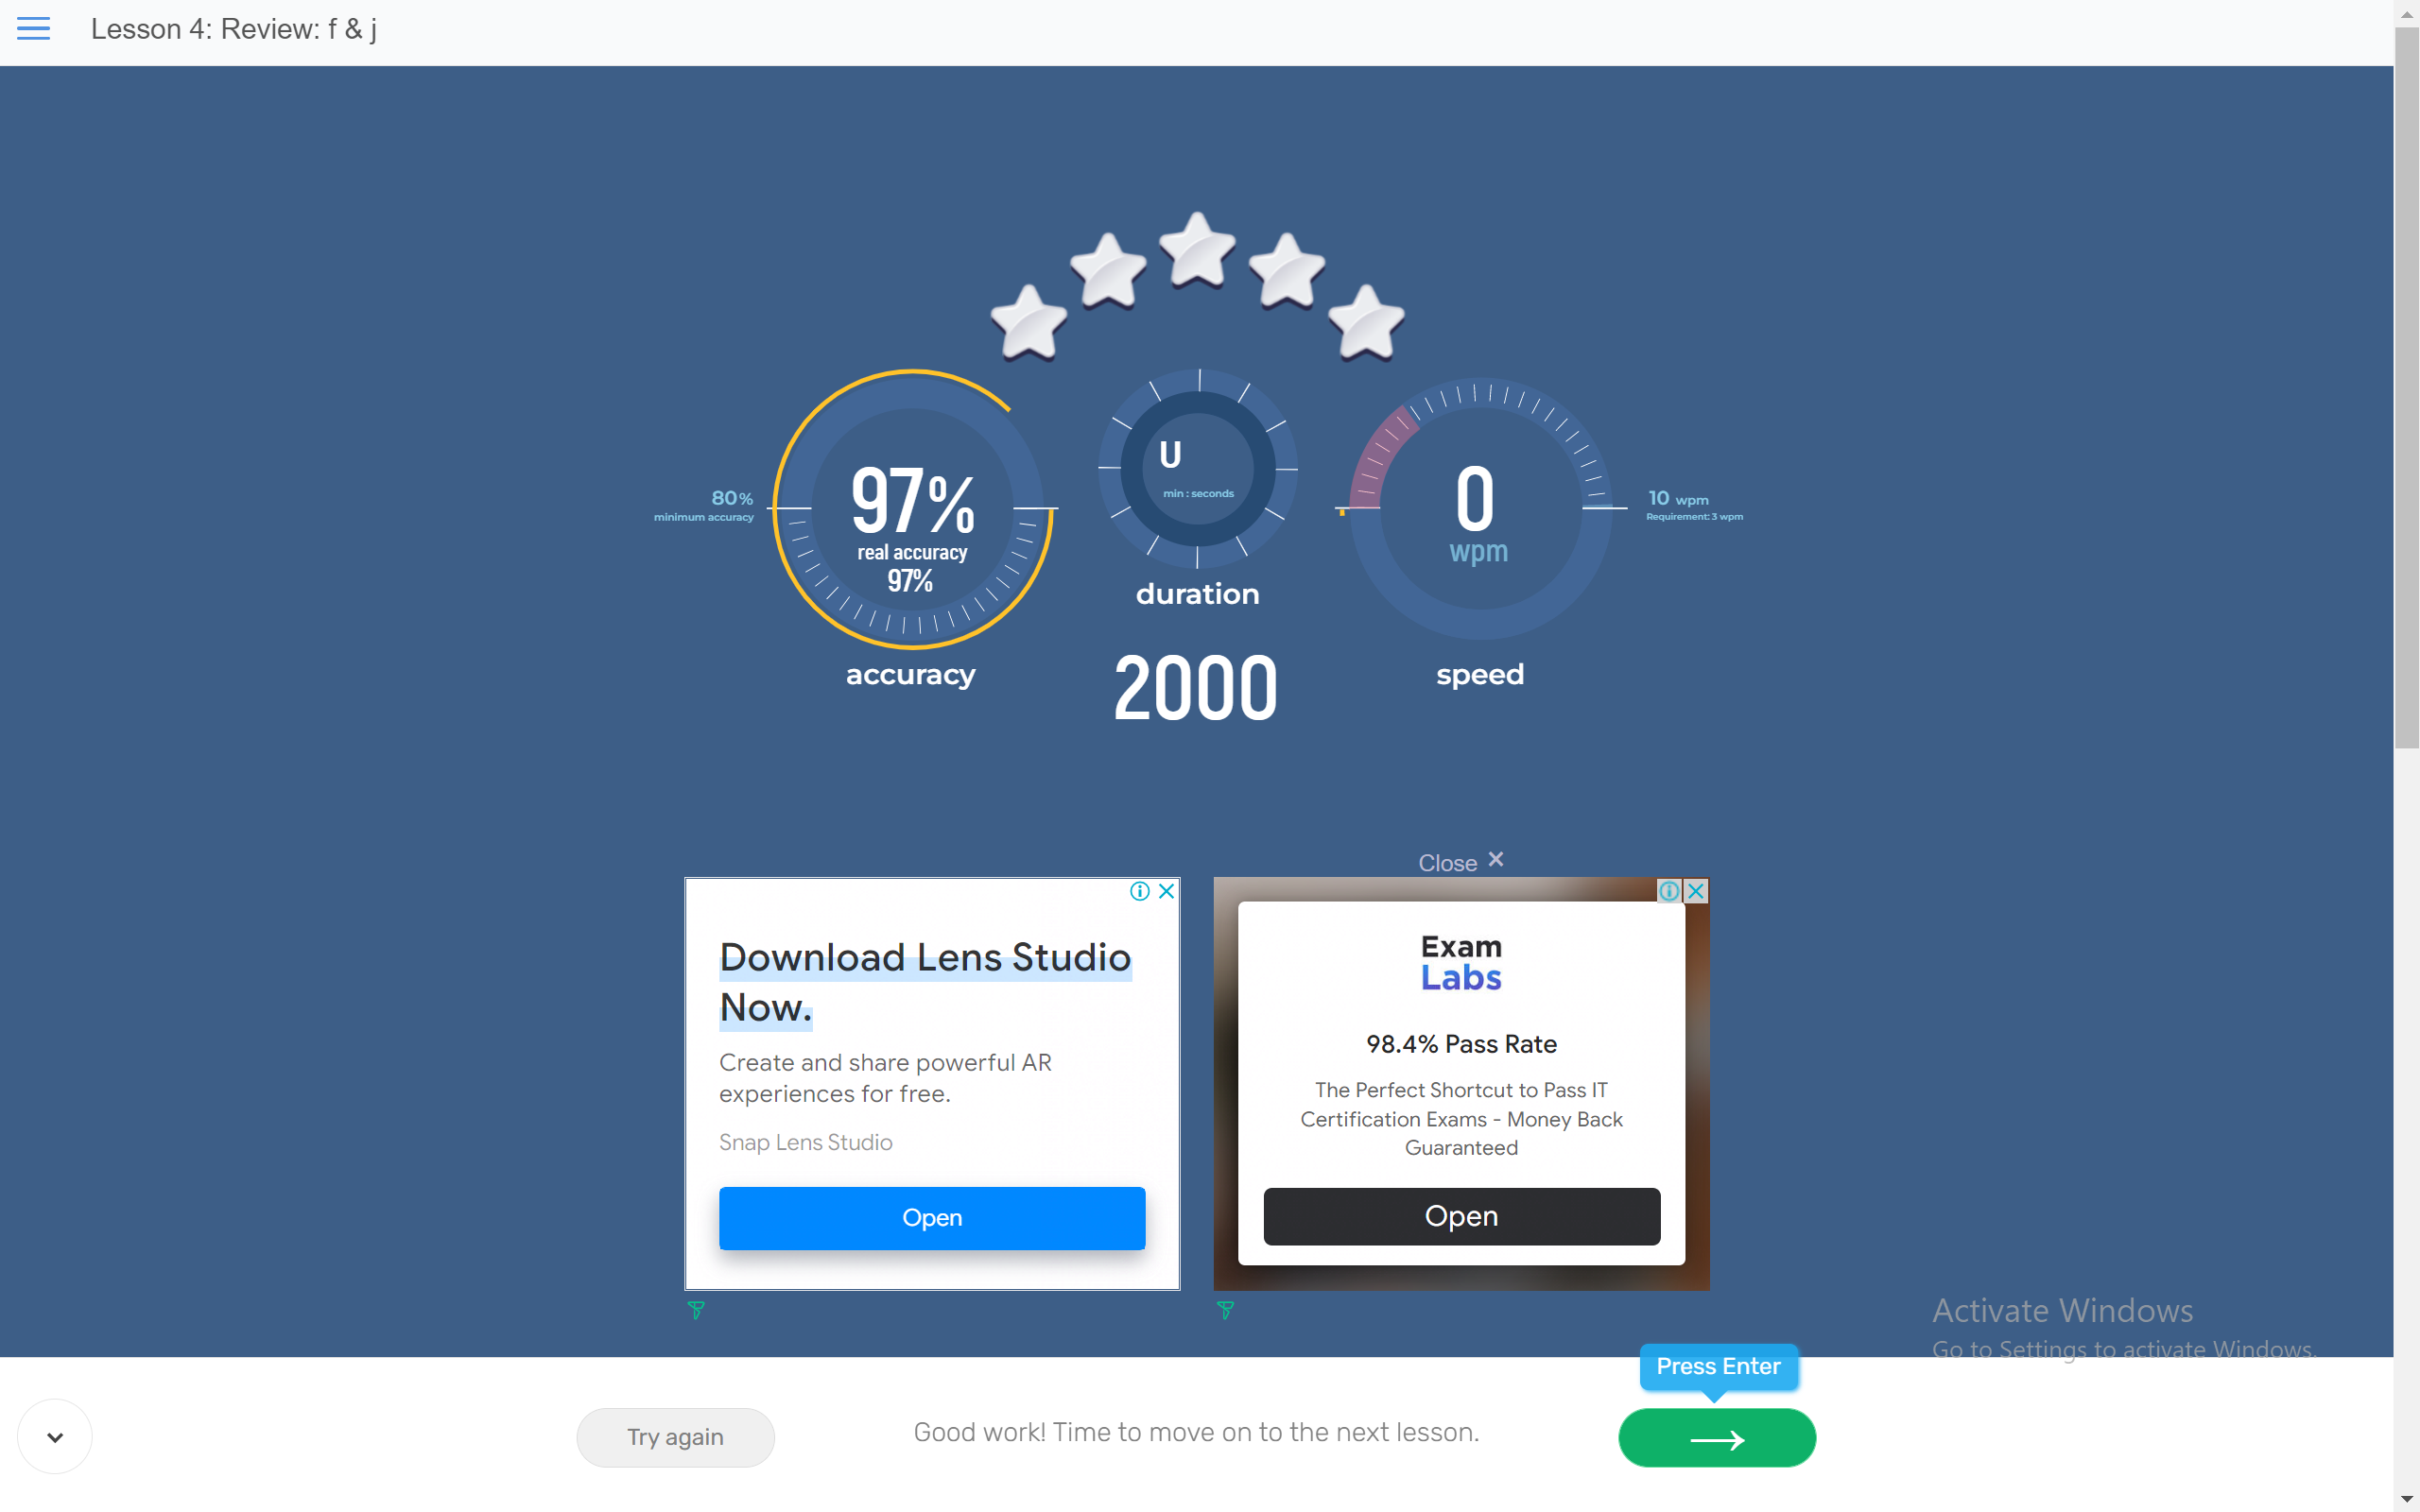 Lesson 4: Review: f & j
80%
minimum accuracy
97%
real accuracy
97%
accuracy
min : seconds
duration
2000
0
wpm
speed
10 wpm
Requirement: 3 wpm
Close ×
Download Lens Studio
Now.
Create and share powerful AR
experiences for free.
Snap Lens Studio
Open
Exam
Labs
98.4% Pass Rate
The Perfect Shortcut to Pass IT
Certification Exams - Money Back
Guaranteed
Open
Activate Windows
Go to Settings to activate Windows.
Press Enter
Try again
Good work! Time to move on to the next lesson.